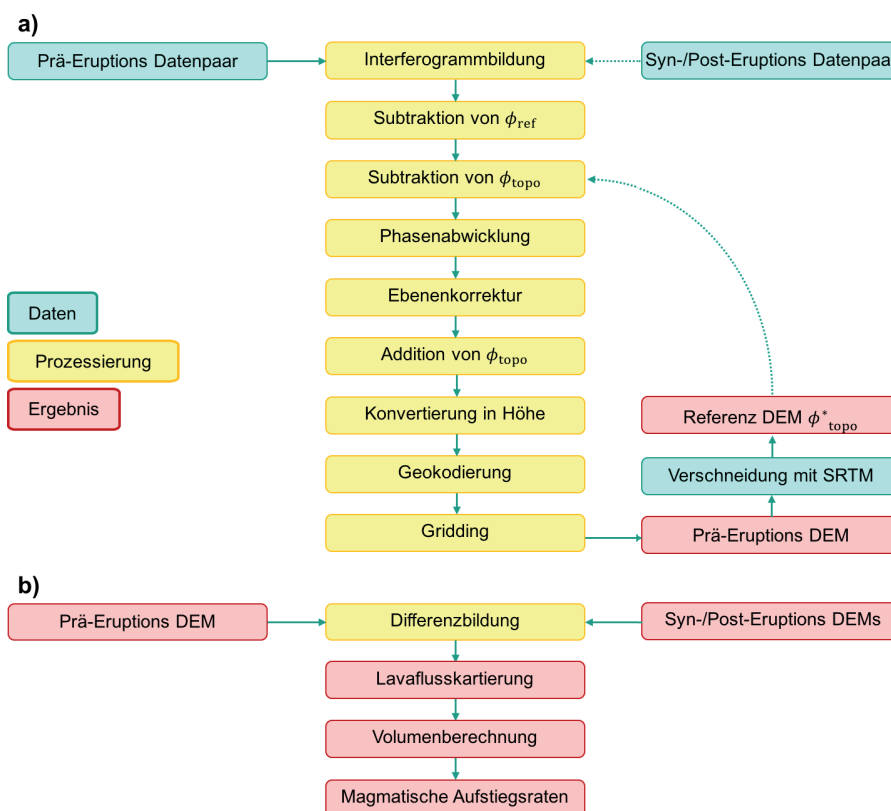 a)
Prä-Eruptions Datenpaar
Interferogrammbildung
Syn-/Post-Eruptions Datenpaa
Subtraktion von ϕref
Subtraktion von ϕtopo
Phasenabwicklung
Ebenenkorrektur
Addition von ϕtopo
Konvertierung in Höhe
Geokodierung
Gridding
Daten
Prozessierung
Ergebnis
Referenz DEM ϕ*topo
Verschneidung mit SRTM
Prä-Eruptions DEM
b)
Prä-Eruptions DEM
Differenzbildung
Syn-/Post-Eruptions DEMs
Lavaflusskartierung
Volumenberechnung
Magmatische Aufstiegsraten